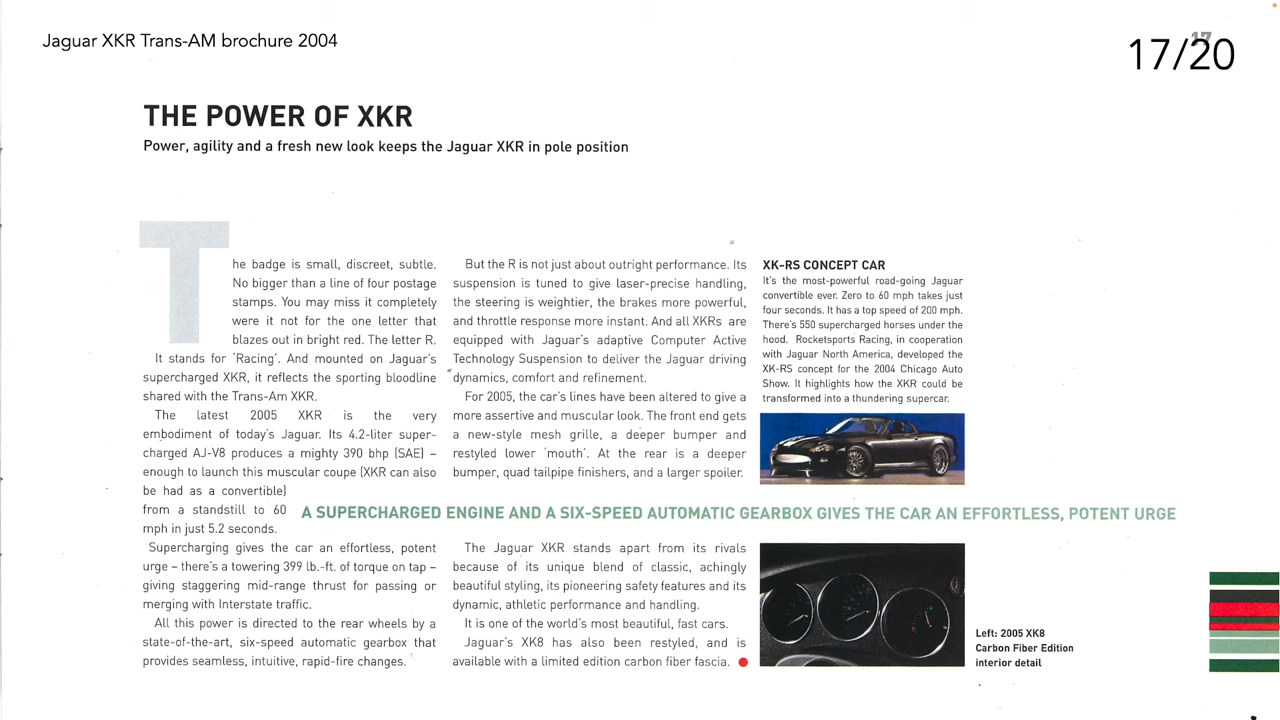 Jaguar XKR Trans-AM brochure 2004
17
17/20
THE POWER OF XKR
Power, agility and a fresh new look keeps the Jaguar XKR in pole position
The badge is small, discreet, subtle.
No bigger than a line of four postage
stamps. You may miss it completely
were it not for the one letter that
blazes out in bright red. The letter R.
It stands for 'Racing'. And mounted on Jaguar's
supercharged XKR, it reflects the sporting bloodline
shared with the Trans-Am XKR.
The latest 2005 XKR is the very
embodiment of today's Jaguar. Its 4.2-liter super-
charged AJ-V8 produces a mighty 390 bhp (SAE) –
enough to launch this muscular coupe (XKR can also
be had as a convertible)
from a standstill to 60
mph in just 5.2 seconds.
Supercharging gives the car an effortless, potent
urge – there's a towering 399 lb.-ft. of torque on tap –
giving staggering mid-range thrust for passing or
merging with Interstate traffic.
All this power is directed to the rear wheels by a
state-of-the-art, six-speed automatic gearbox that
provides seamless, intuitive, rapid-fire changes.
But the R is not just about outright performance. Its
suspension is tuned to give laser-precise handling,
the steering is weightier, the brakes more powerful,
and throttle response more instant. And all XKRs are
equipped with Jaguar's adaptive Computer Active
Technology Suspension to deliver the Jaguar driving
dynamics, comfort and refinement.
For 2005, the car's lines have been altered to give a
more assertive and muscular look. The front end gets
a new-style mesh grille, a deeper bumper and
restyled lower 'mouth'. At the rear is a deeper
bumper, quad tailpipe finishers, and a larger spoiler.
A SUPERCHARGED ENGINE AND A SIX-SPEED AUTOMATIC GEARBOX GIVES THE CAR AN EFFORTLESS, POTENT URGE
The Jaguar XKR stands apart from its rivals
because of its unique blend of classic, achingly
beautiful styling, its pioneering safety features and its
dynamic, athletic performance and handling.
It is one of the world's most beautiful, fast cars.
Jaguar's XK8 has also been restyled, and is
available with a limited edition carbon fiber fascia.
XK-RS CONCEPT CAR
It's the most-powerful road-going Jaguar
convertible ever. Zero to 60 mph takes just
four seconds. It has a top speed of 200 mph.
There's 550 supercharged horses under the
hood. Rocketsports Racing, in cooperation
with Jaguar North America, developed the
XK-RS concept for the 2004 Chicago Auto
Show. It highlights how the XKR could be
transformed into a thundering supercar.
Left: 2005 XK8
Carbon Fiber Edition
interior detail